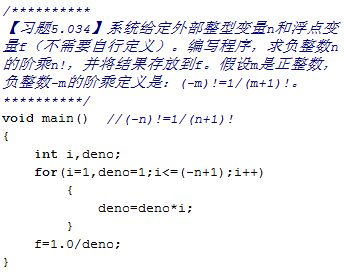 /**********
【习题5.034】系统给定外部整型变量n和浮点变
量f（不需要自行定义）。编写程序，求负整数n
的阶乘n!，并将结果存放到f。假设m是正整数，
负整数-m的阶乘定义是：(-m)!=1/(m+1)!。
**********/
void main()  //(-n)!=1/(n+1)!
{
    int i,deno;
    for(i=1,deno=1;i<=(-n+1);i++)
        {
            deno=deno*i;
        }
    f=1.0/deno;
}